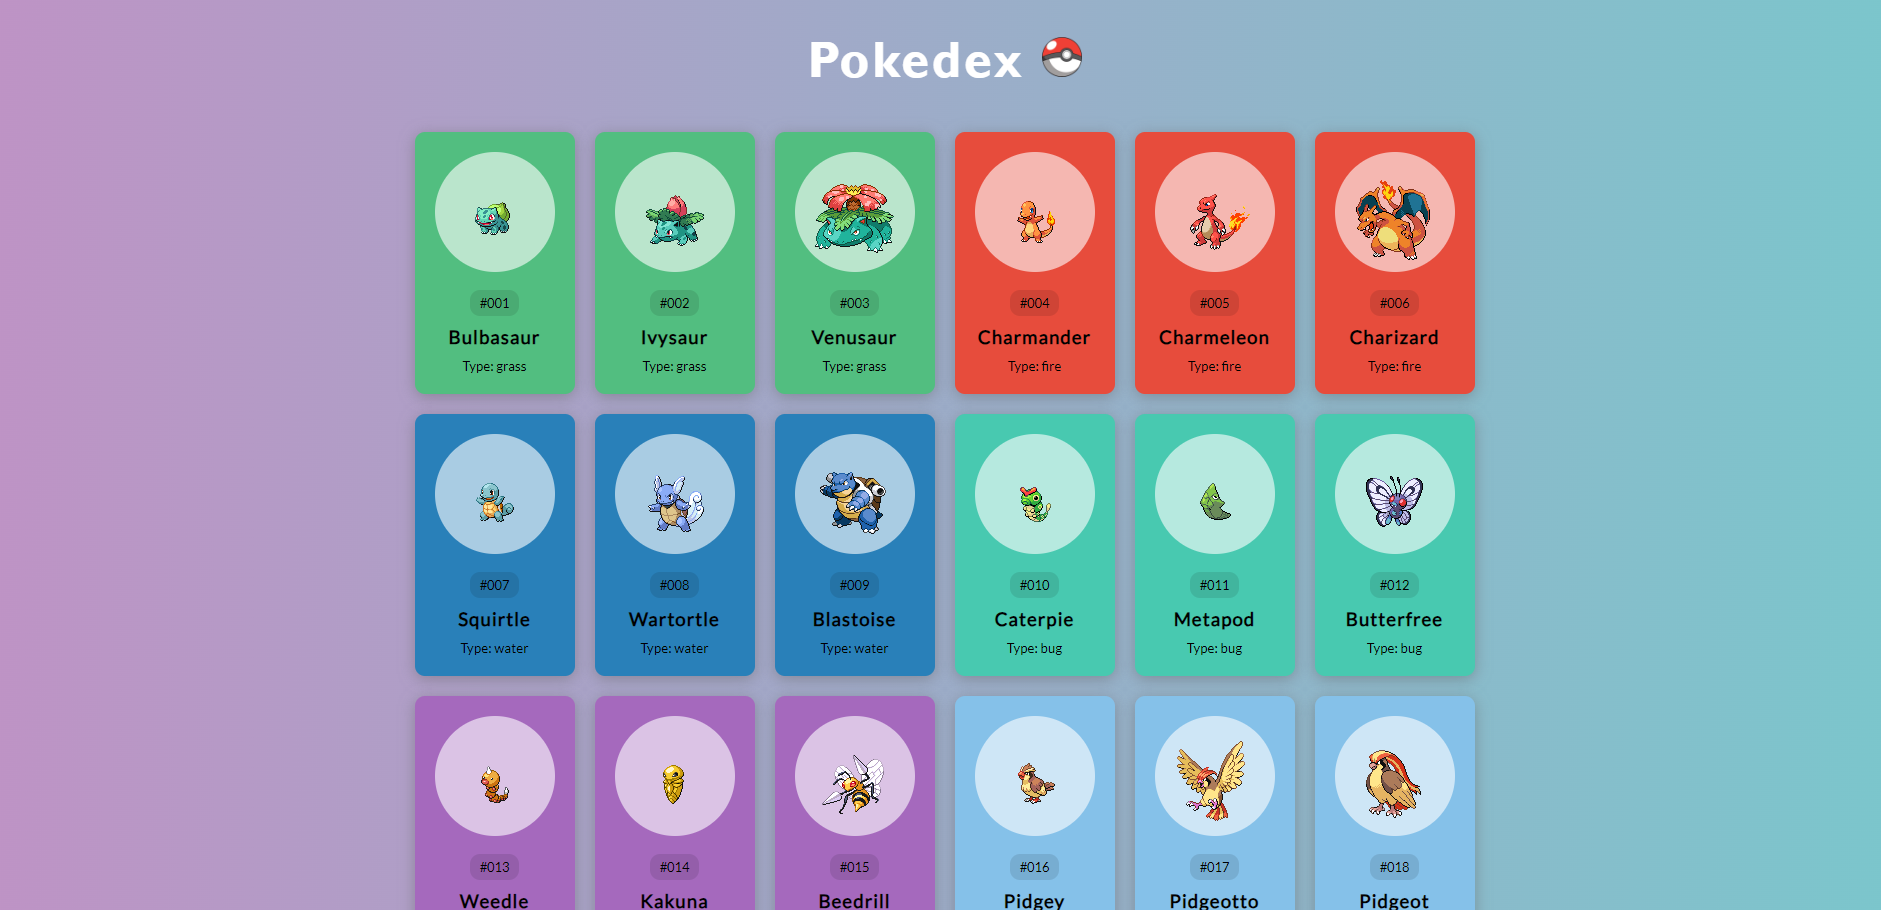 Pokedex
#001 #002 #003 #004 #005 #006
Bulbasaur Ivysaur Venusaur Charmander Charmeleon Charizard
Type: grass Type: grass Type: grass Type: fire Type: fire Type: fire
#007 #008 #009 #010 #011 #012
Squirtle Wartortle Blastoise Caterpie Metapod Butterfree
Type: water Type: water Type: water Type: bug Type: bug Type: bug
#013 #014 #015 #016 #017 #018
Weedle Kakuna Beedrill Pidgey Pidgeotto Pidgeot